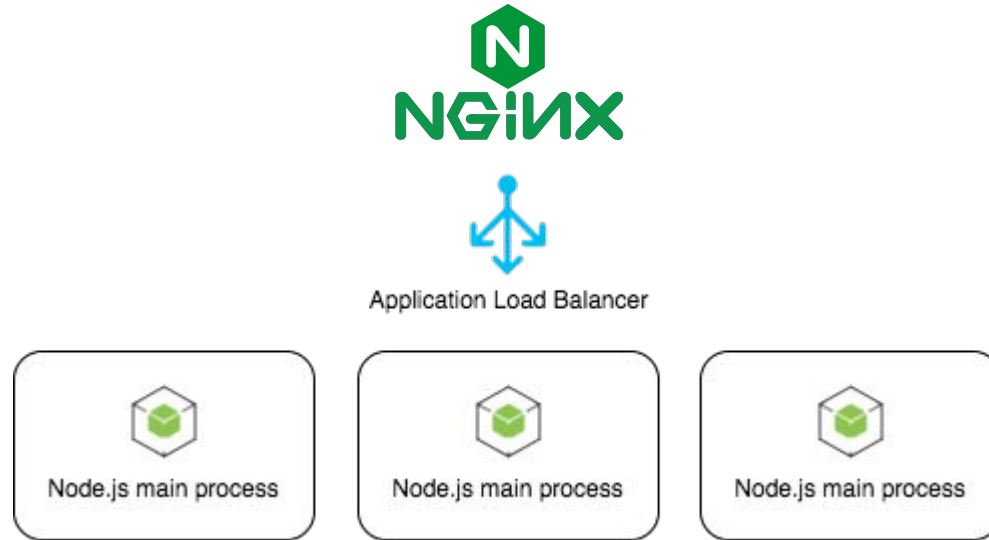 N
NGiNX
Application Load Balancer
Node.js main process
Node.js main process
Node.js main process